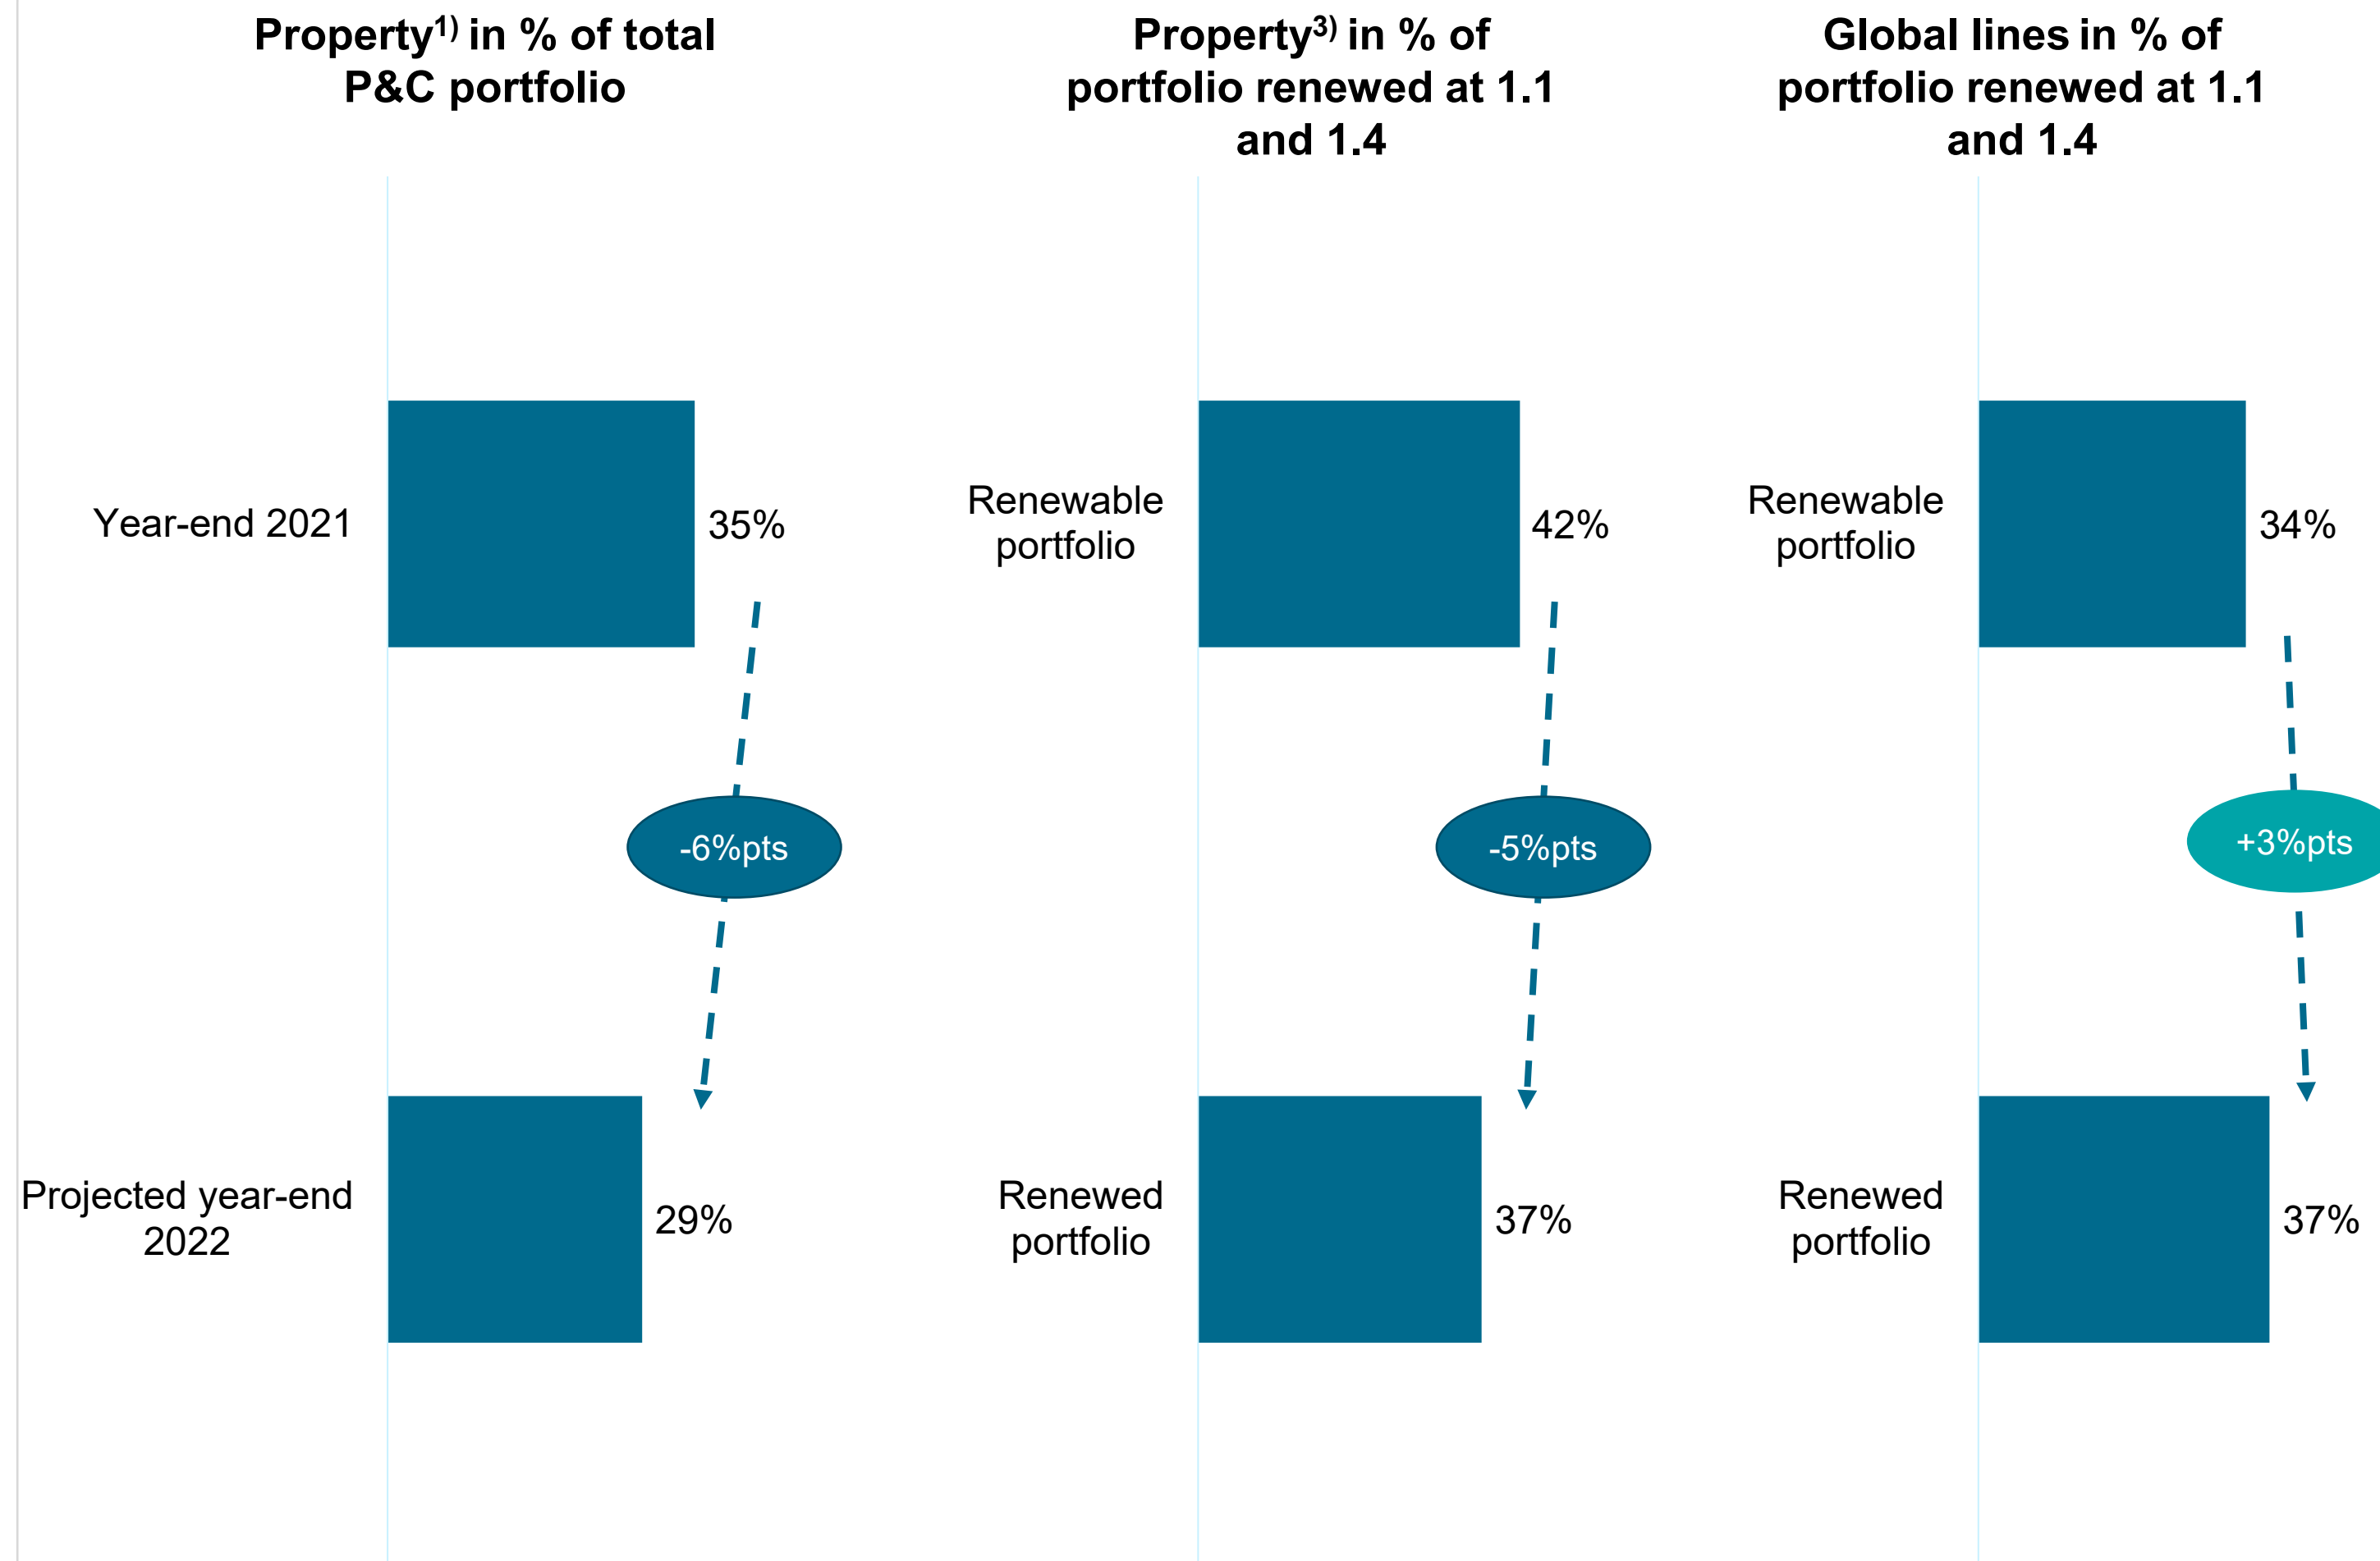 Property¹⁾ in % of total
P&C portfolio
Year-end 2021
35%
-6%pts
Projected year-end
2022
29%
Property³⁾ in % of
portfolio renewed at 1.1
and 1.4
Renewable
portfolio
42%
-5%pts
Renewed
portfolio
37%
Global lines in % of
portfolio renewed at 1.1
and 1.4
Renewable
portfolio
34%
+3%pts
Renewed
portfolio
37%